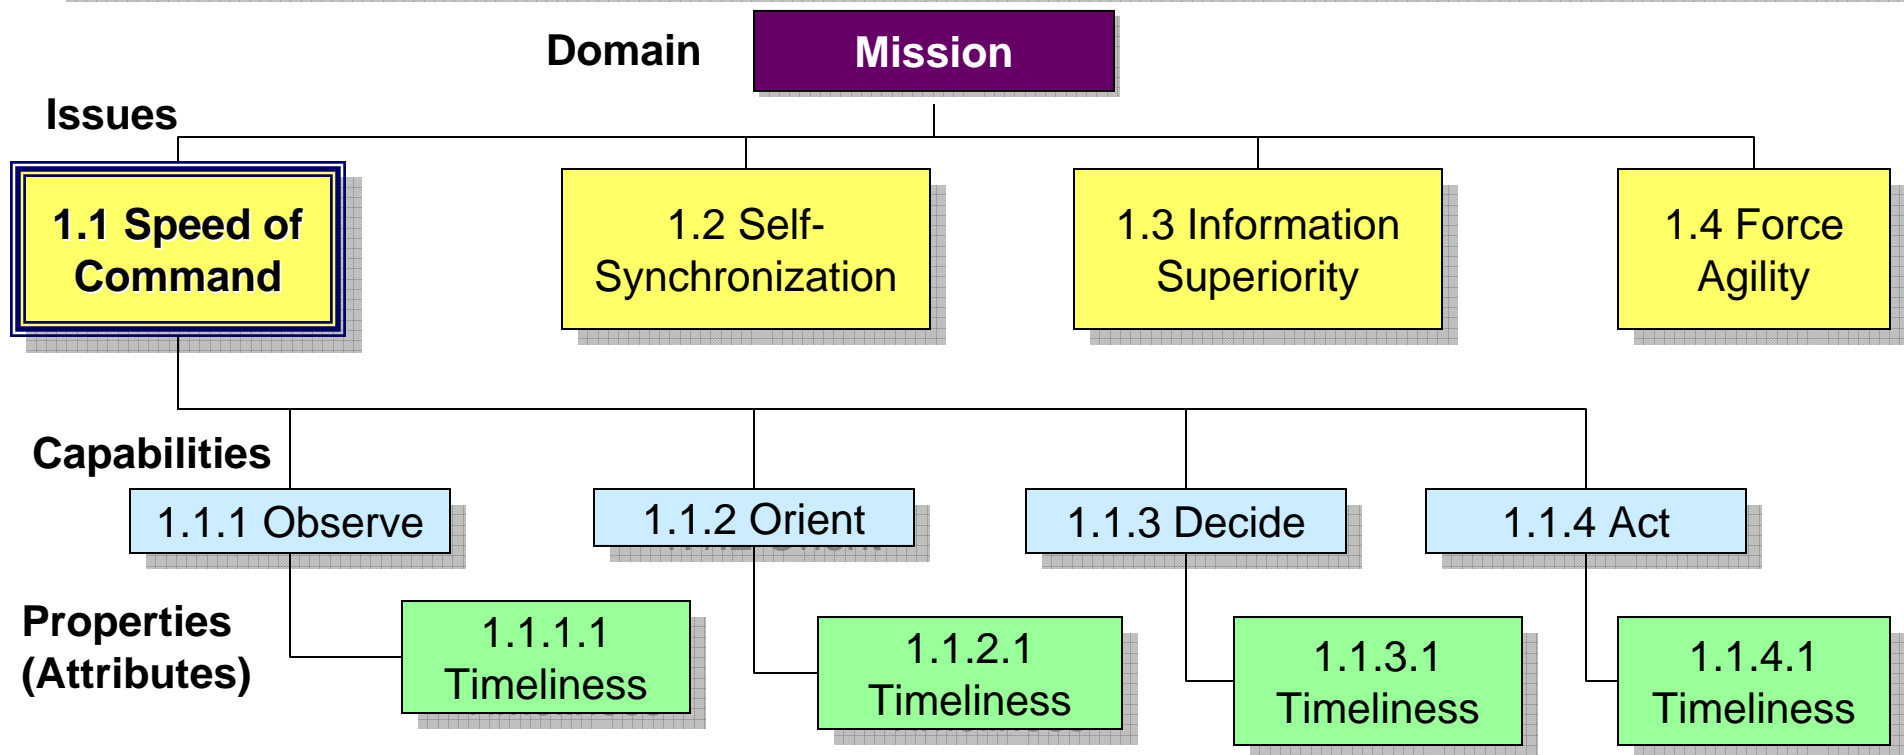 Domain
Mission
Issues
1.1 Speed of
Command
1.2 Self-
Synchronization
1.3 Information
Superiority
1.4 Force
Agility
Capabilities
1.1.1 Observe
1.1.2 Orient
1.1.3 Decide
1.1.4 Act
Properties
(Attributes)
1.1.1.1
Timeliness
1.1.2.1
Timeliness
1.1.3.1
Timeliness
1.1.4.1
Timeliness